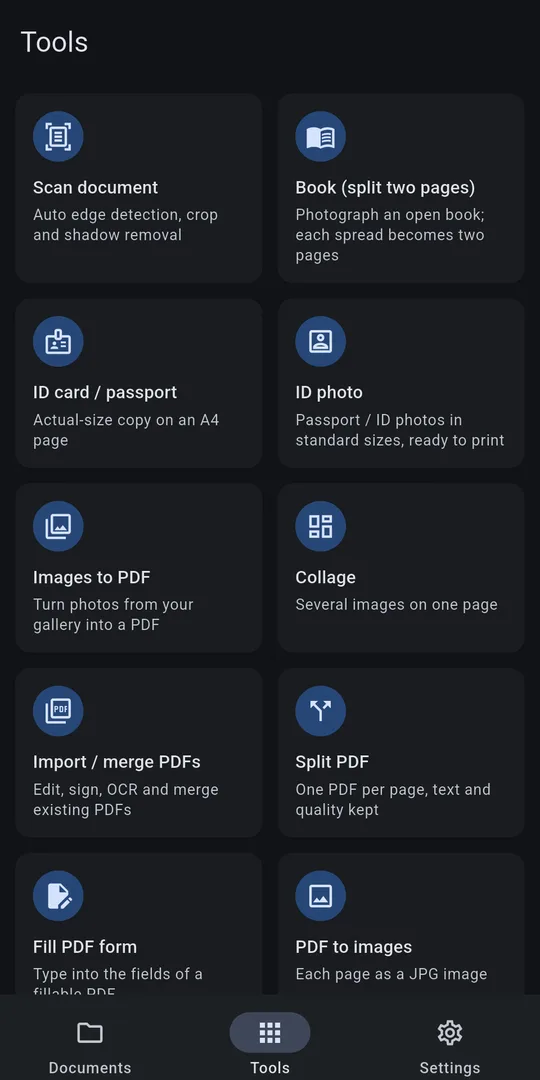 Tools
Scan document
Auto edge detection, crop
and shadow removal
Book (split two pages)
Photograph an open book;
each spread becomes two
pages
ID card / passport
Actual-size copy on an A4
page
ID photo
Passport / ID photos in
standard sizes, ready to print
Images to PDF
Turn photos from your
gallery into a PDF
Collage
Several images on one page
PDF
Import / merge PDFs
Edit, sign, OCR and merge
existing PDFs
Split PDF
One PDF per page, text and
quality kept
Fill PDF form
Type into the fields of a
fillable PDF
PDF to images
Each page as a JPG image
Documents
Tools
Settings